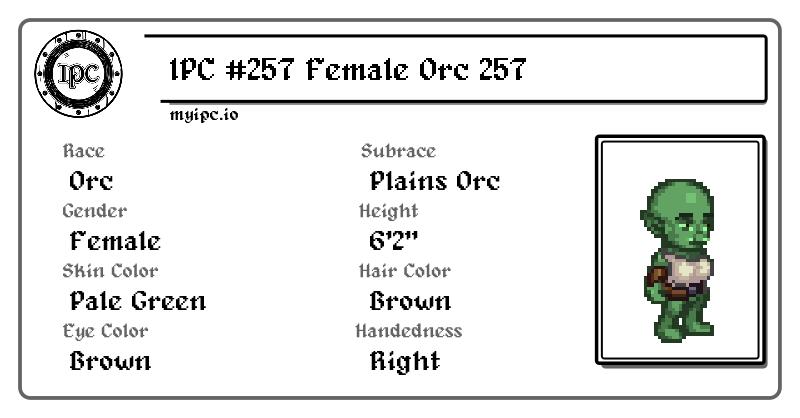 IPC
IPC #257 Female Orc 257
myipc.io
Race
Orc
Subrace
Plains Orc
Gender
Female
Height
6'2"
Skin Color
Pale Green
Hair Color
Brown
Eye Color
Brown
Handedness
Right